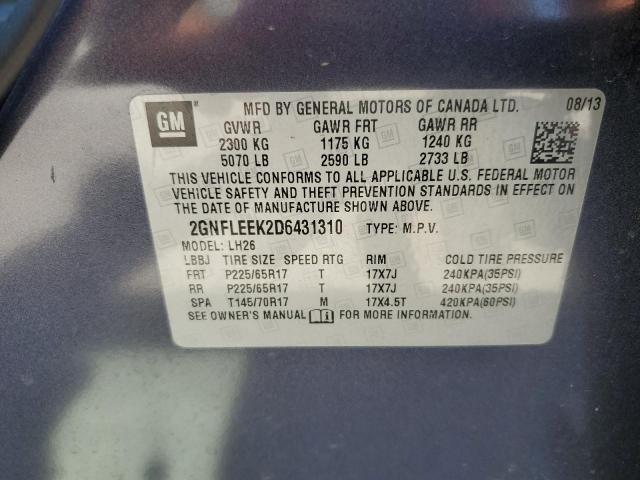 GM
MFD BY GENERAL MOTORS OF CANADA LTD. 08/13
GVWR GAWR FRT GAWR RR
2300 KG 1175 KG 1240 KG
5070 LB 2590 LB 2733 LB
THIS VEHICLE CONFORMS TO ALL APPLICABLE U.S. FEDERAL MOTOR
VEHICLE SAFETY AND THEFT PREVENTION STANDARDS IN EFFECT ON
THE DATE OF MANUFACTURE SHOWN ABOVE.
2GNFLEEK2D6431310 TYPE: M.P.V.
MODEL: LH26
LBBJ TIRE SIZE SPEED RTG RIM COLD TIRE PRESSURE
FRT P225/65R17 T 17X7J 240KPA(35PSI)
RR P225/65R17 T 17X7J 240KPA(35PSI)
SPA T145/70R17 M 17X4.5T 420KPA(60PSI)
SEE OWNER'S MANUAL FOR MORE INFORMATION.